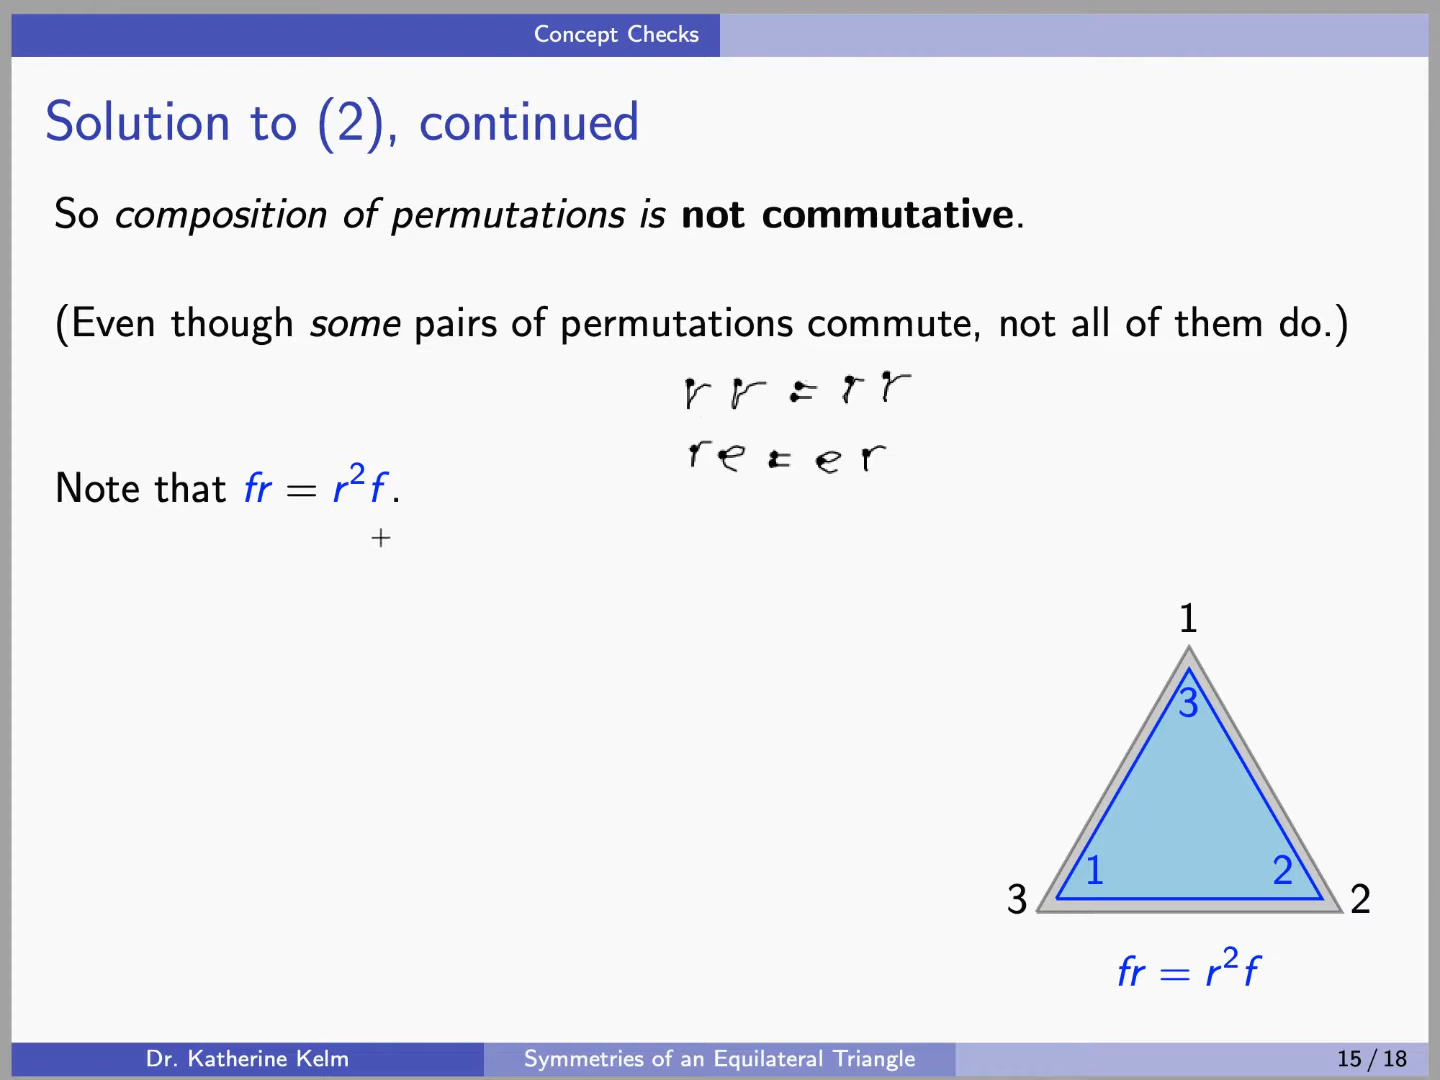 Concept Checks
Solution to (2), continued
So composition of permutations is not commutative.
(Even though some pairs of permutations commute, not all of them do.)
r r = r r
r e = e r
Note that fr = r²f.
1
3
1
2
3
2
fr = r²f
Dr. Katherine Kelm
Symmetries of an Equilateral Triangle
15 / 18